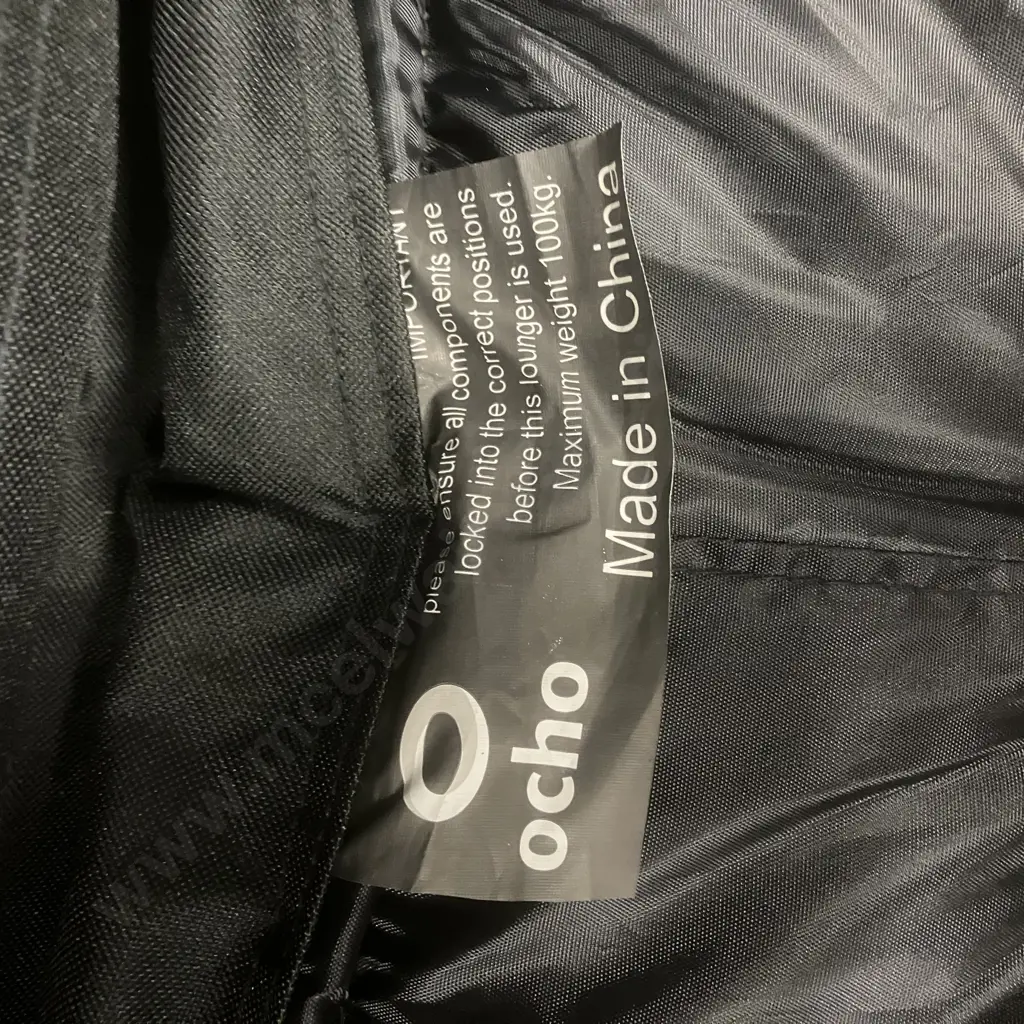 IMPORTANT
please ensure all components are
locked into the correct positions
before this lounger is used.
Maximum weight 100kg.
Made in China
ocho